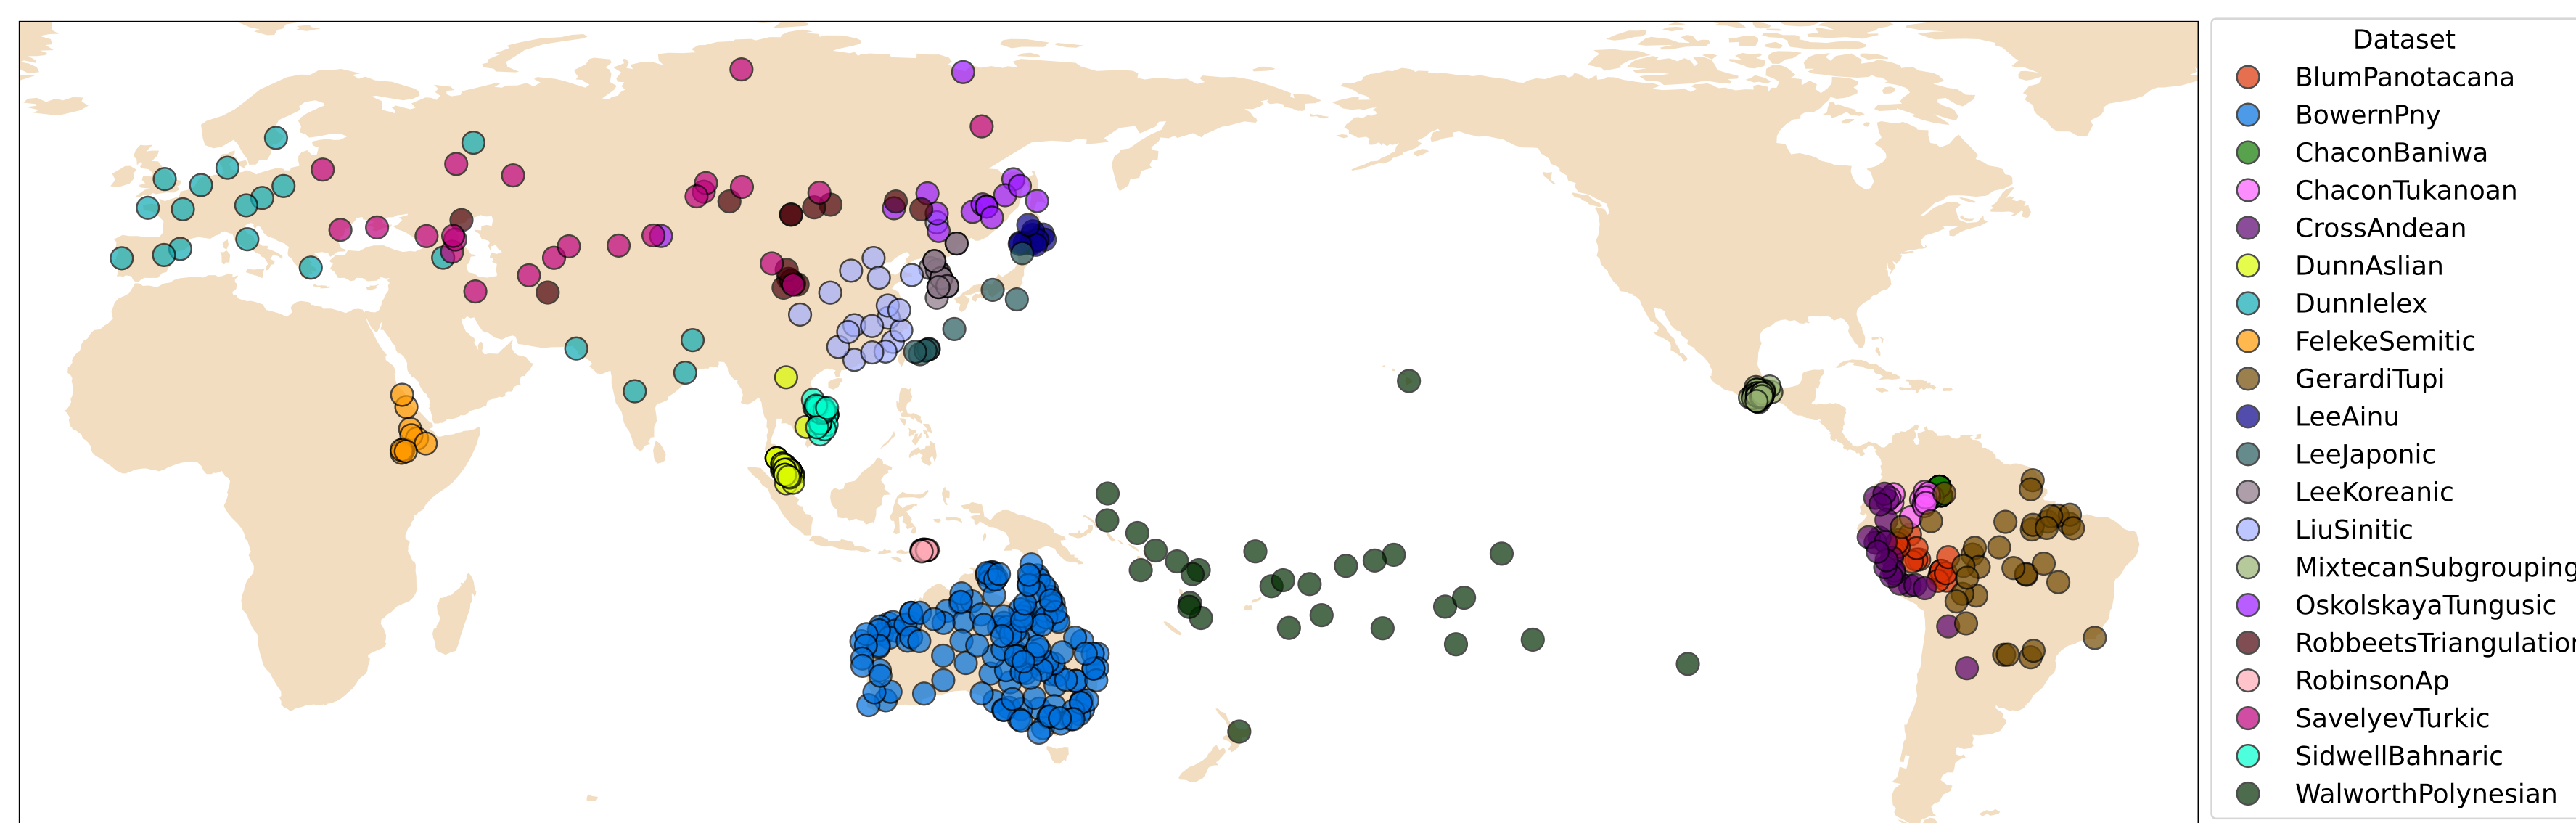 Dataset
BlumPanotacana
BowernPny
ChaconBaniwa
ChaconTukanoan
CrossAndean
DunnAslian
DunnIelex
FelekeSemitic
GerardiTupi
LeeAinu
LeeJaponic
LeeKoreanic
LiuSinitic
MixtecanSubgrouping
OskolskayaTungusic
RobbeetsTriangulation
RobinsonAp
SavelyevTurkic
SidwellBahnaric
WalworthPolynesian